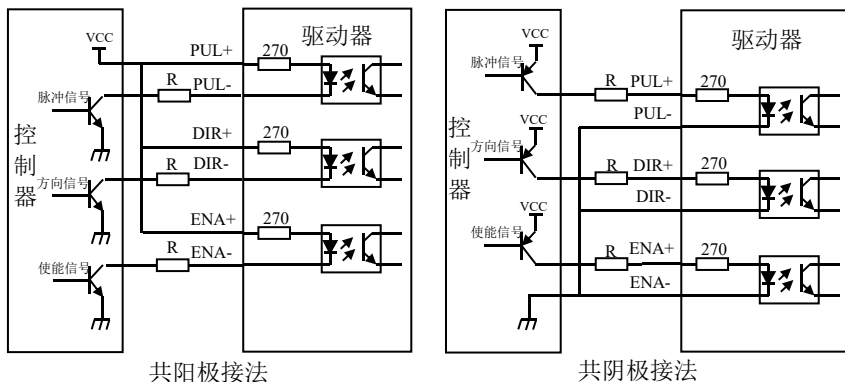 VCC
PUL+
270
驱动器
R
PUL-
脉冲信号
DIR+
270
控制器
R
DIR-
方向信号
ENA+
270
R
ENA-
使能信号
共阳极接法
VCC
驱动器
脉冲信号
R
PUL+
270
PUL-
VCC
控制器
方向信号
R
DIR+
270
DIR-
VCC
使能信号
R
ENA+
270
ENA-
共阴极接法